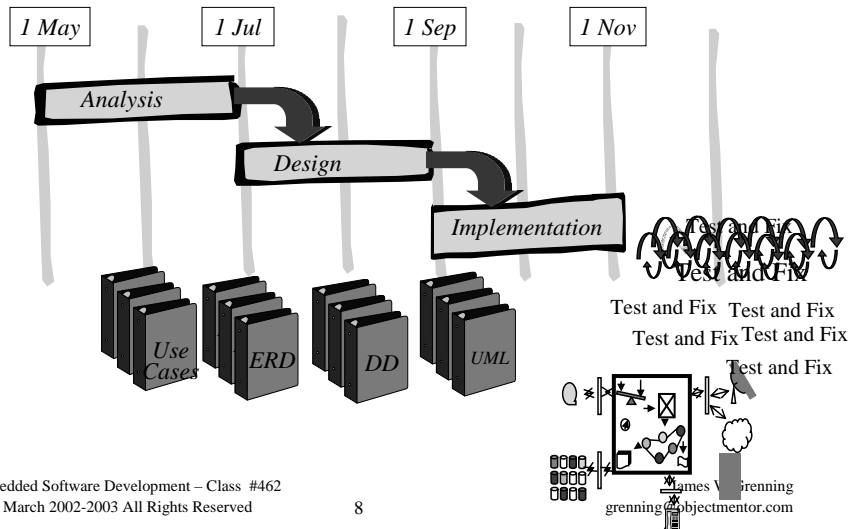 1 May
1 Jul
1 Sep
1 Nov
Analysis
Design
Implementation
Test and Fix
Test and Fix
Test and Fix
Test and Fix
Test and Fix
Test and Fix
Test and Fix
Use
Cases
ERD
DD
UML
edded Software Development – Class #462
March 2002-2003 All Rights Reserved
8
James W. Grenning
grenning@objectmentor.com